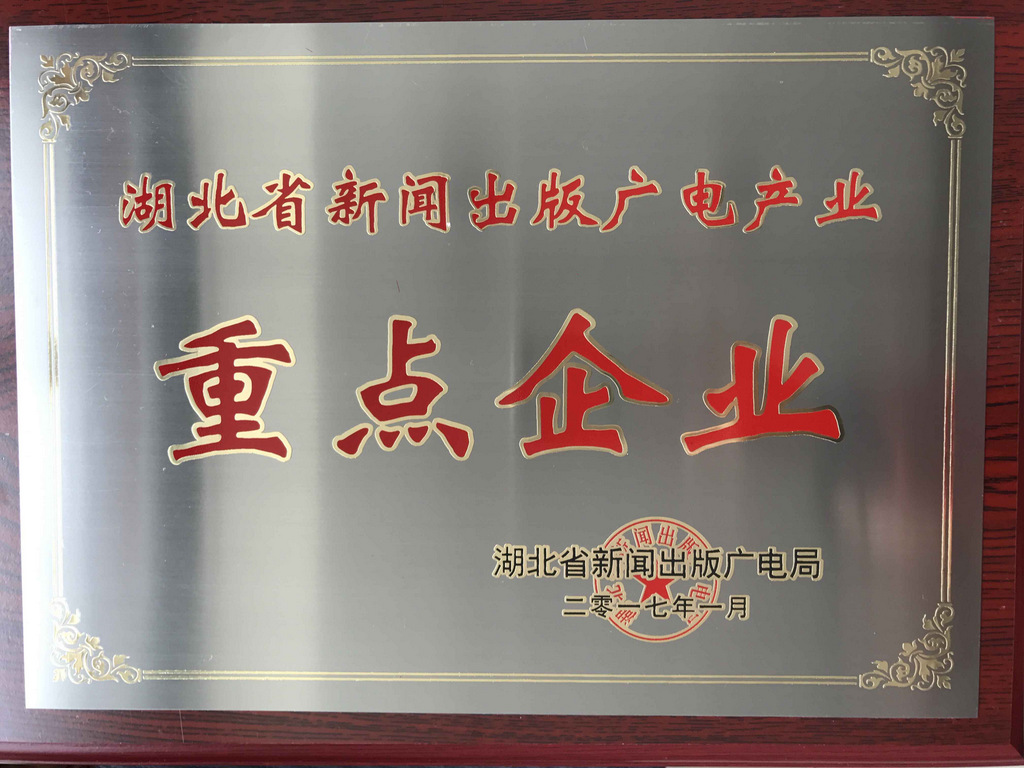 湖北省新闻出版广电产业
重点企业
湖北省新闻出版广电局
二零一七年一月